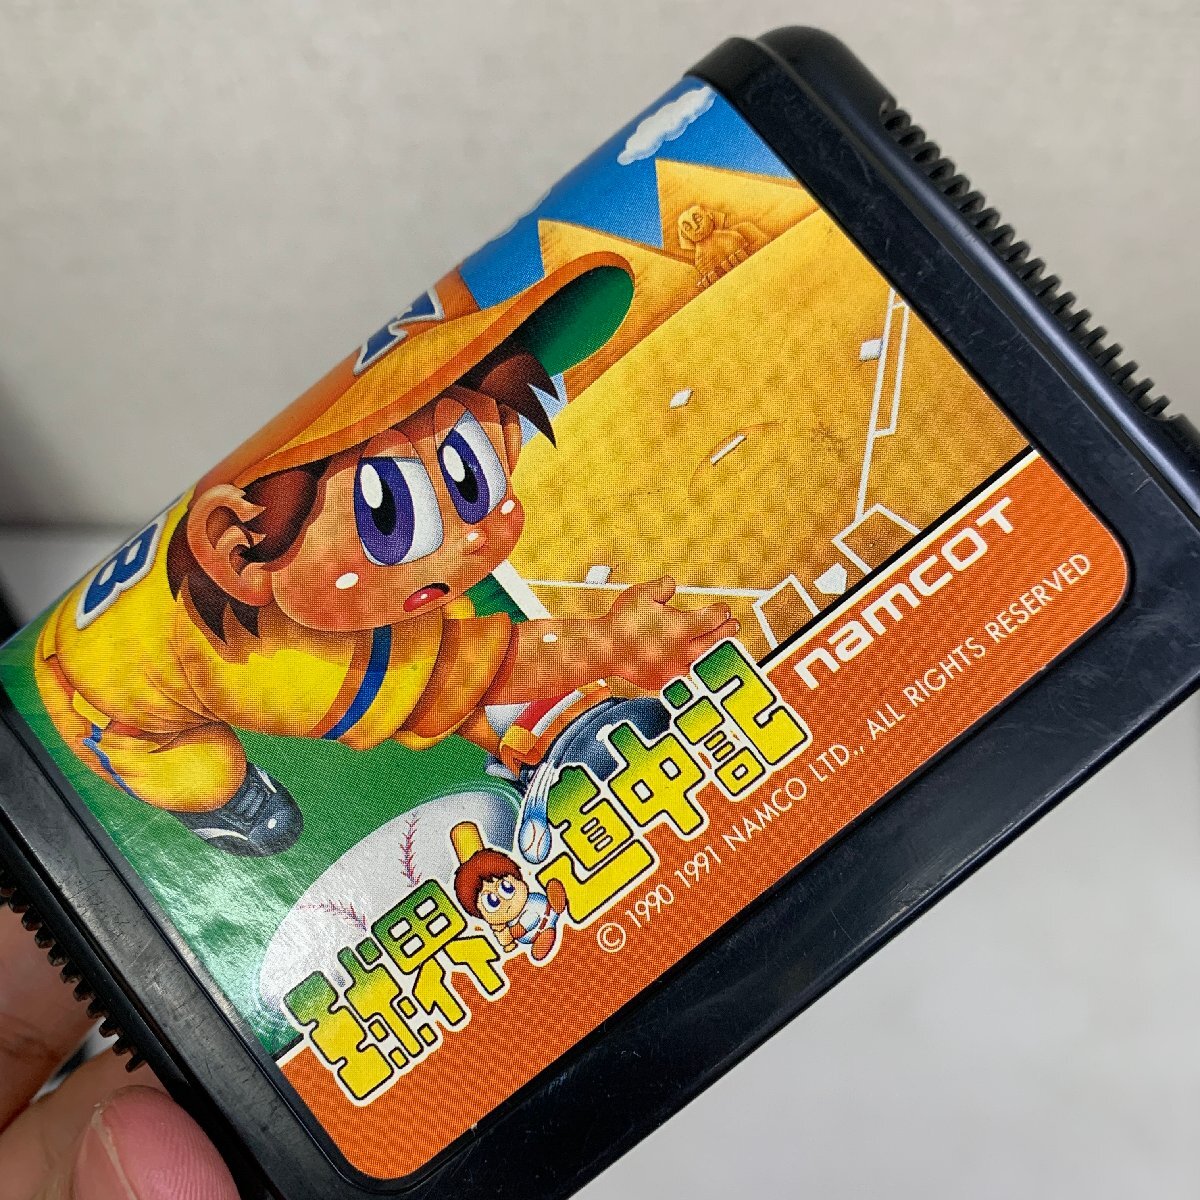 namcot
球界道中記
© 1990 1991 NAMCO LTD., ALL RIGHTS RESERVED